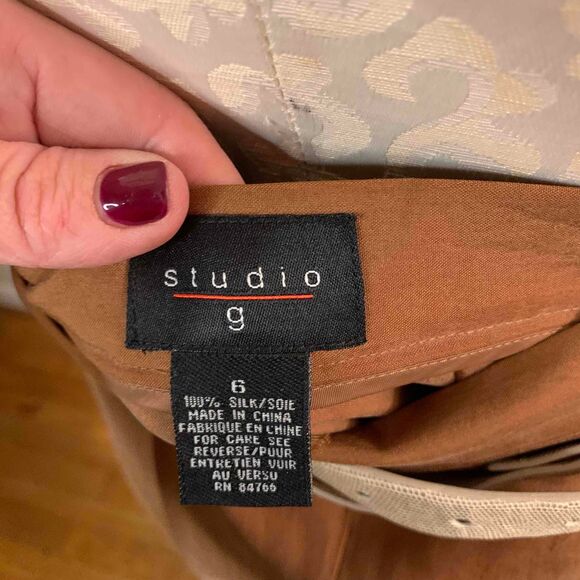 studio
g
6
100% SILK/SOIE
MADE IN CHINA
FABRIQUE EN CHINE
FOR CARE SEE
REVERSE/POUR
ENTRETIEN VOIR
AU VERSU
RN 84766